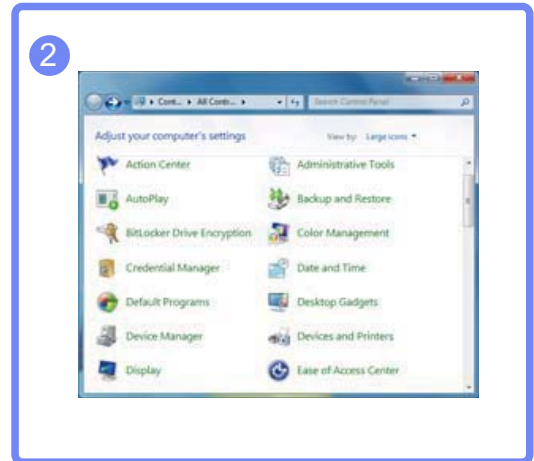 2
Cont... All Contr...
Search Control Panel
Adjust your computer's settings
View by: Large icons
Action Center
Administrative Tools
AutoPlay
Backup and Restore
BitLocker Drive Encryption
Color Management
Credential Manager
Date and Time
Default Programs
Desktop Gadgets
Device Manager
Devices and Printers
Display
Ease of Access Center